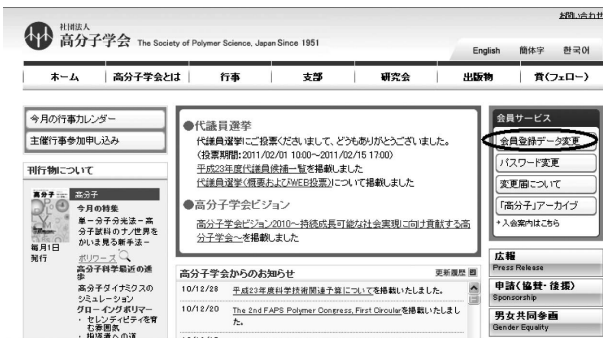 お問い合わせ
社団法人
高分子学会 The Society of Polymer Science, Japan Since 1951
English 簡体字 한국어
ホーム 高分子学会とは 行事 支部 研究会 出版物 賞(フェロー)
今月の行事カレンダー
主催行事参加申し込み
刊行物について
高分子
高分子
今月の特集
単一分子分光法－高
分子試料のナノ世界を
かいま見る新手法－
毎月1日
発行
ポリワーズ
高分子科学最近の進
歩
高分子ダイナミクスの
シミュレーション
グローイングポリマー
・ セレンディピティを育
む雰囲気
●代議員選挙
代議員選挙にご投票くださいまして、どうもありがとうございました。
(投票期間:2011/02/01 10:00～2011/02/15 17:00)
平成23年度代議員候補一覧を掲載しました
代議員選挙(概要およびWEB投票)について掲載しました
●高分子学会ビジョン
高分子学会ビジョン2010～持続成長可能な社会実現に向け貢献する高
分子学会～を掲載しました
高分子学会からのお知らせ 更新履歴
10/12/28 平成23年度科学技術関連予算についてを掲載いたしました。
10/12/20 The 2nd FAPS Polymer Congress, First Circularを掲載いたしまし
た。
会員サービス
会員登録データ変更
パスワード変更
変更届について
「高分子」アーカイブ
+入会案内はこちら
広報
Press Release
申請(協賛・後援)
Sponsorship
男女共同参画
Gender Equality